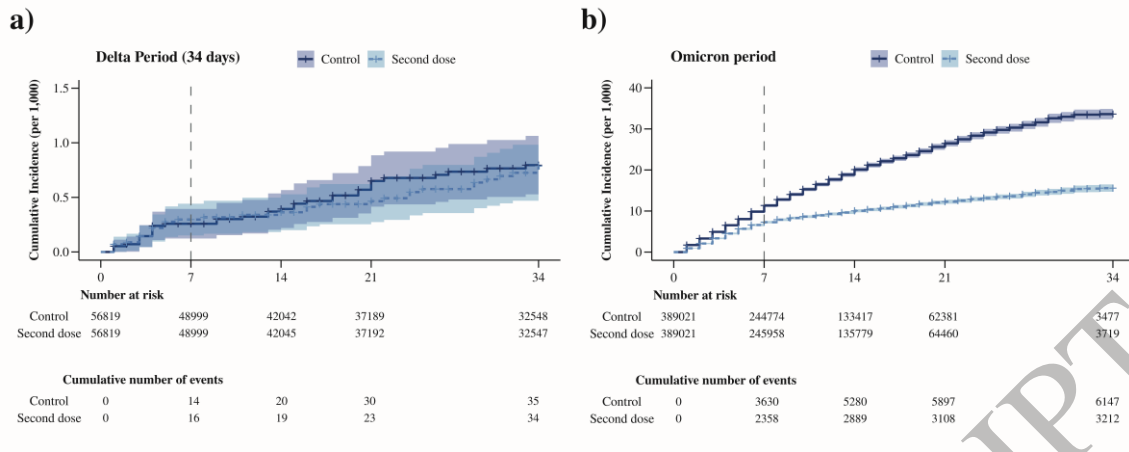 a)
Delta Period (34 days)
Control
Second dose
Cumulative Incidence (per 1,000)
1.5
1.0
0.5
0.0
0 7 14 21 34
Number at risk
Control 56819 48999 42042 37189 32548
Second dose 56819 48999 42045 37192 32547
Cumulative number of events
Control 0 14 20 30 35
Second dose 0 16 19 23 34
b)
Omicron period
Control
Second dose
Cumulative Incidence (per 1,000)
40
30
20
10
0
0 7 14 21 34
Number at risk
Control 389021 244774 133417 62381 3477
Second dose 389021 245958 135779 64460 3719
Cumulative number of events
Control 0 3630 5280 5897 6147
Second dose 0 2358 2889 3108 3212
IPT